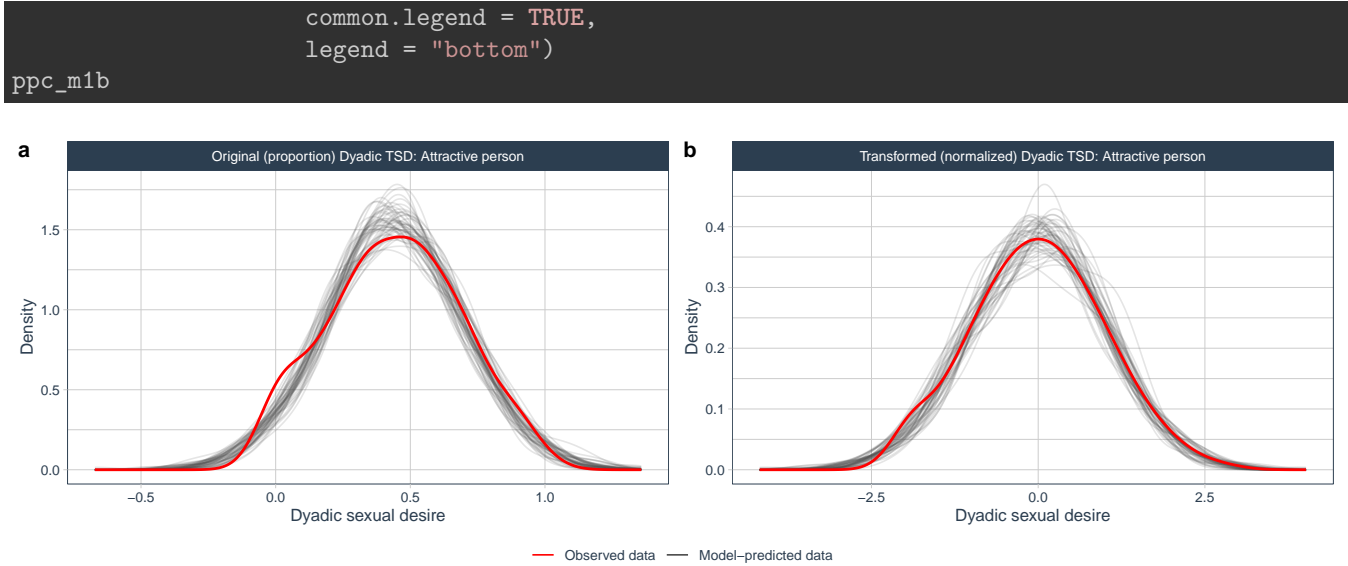 common.legend = TRUE,
legend = "bottom")
ppc_m1b
a
Original (proportion) Dyadic TSD: Attractive person
1.5
1.0
0.5
0.0
Density
−0.5 0.0 0.5 1.0
Dyadic sexual desire
b
Transformed (normalized) Dyadic TSD: Attractive person
0.4
0.3
0.2
0.1
0.0
Density
−2.5 0.0 2.5
Dyadic sexual desire
Observed data Model−predicted data